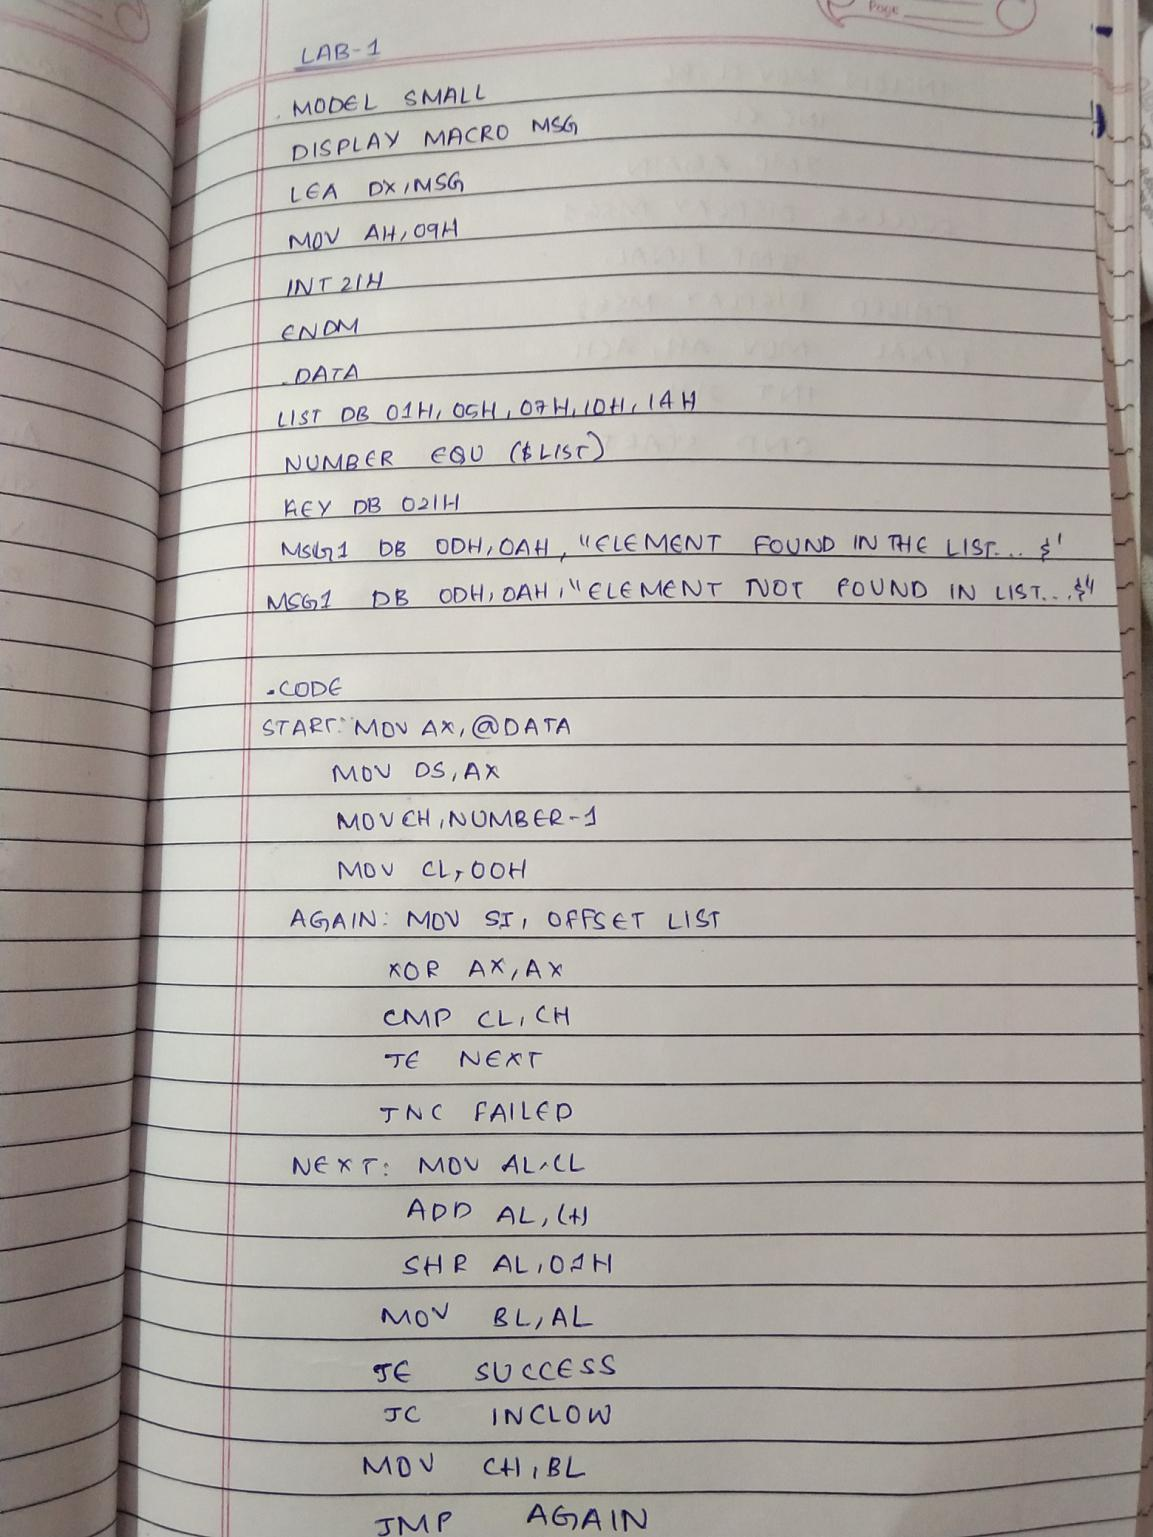 Page
LAB-1
.MODEL SMALL
DISPLAY MACRO MSG
LEA DX,MSG
MOV AH,09H
INT 21H
ENDM
.DATA
LIST DB 01H,05H,07H,10H,14H
NUMBER EQU ($LIST)
KEY DB 021H
MSG1 DB 0DH,0AH,"ELEMENT FOUND IN THE LIST...$'
MSG1 DB 0DH,0AH,"ELEMENT NOT FOUND IN LIST...$"
.CODE
START: MOV AX,@DATA
MOV DS,AX
MOV CH,NUMBER-1
MOV CL,00H
AGAIN: MOV SI, OFFSET LIST
XOR AX,AX
CMP CL,CH
JE NEXT
JNC FAILED
NEXT: MOV AL,CL
ADD AL,CH
SHR AL,01H
MOV BL,AL
JE SUCCESS
JC INCLOW
MOV CH,BL
JMP AGAIN